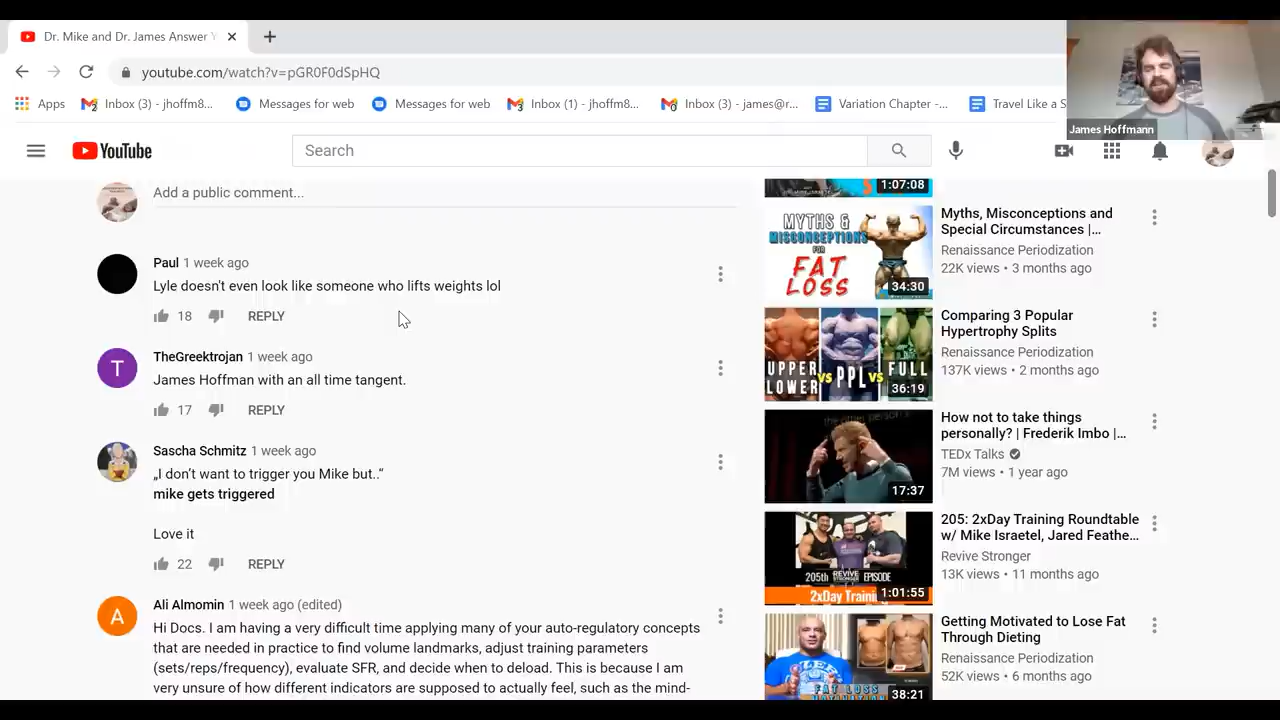 Dr. Mike and Dr. James Answer Y
youtube.com/watch?v=pGR0F0dSpHQ
Apps
Inbox (3) - jhoffm8...
Messages for web
Messages for web
Inbox (1) - jhoffm8...
Inbox (3) - james@r...
Variation Chapter -...
Travel Like a S
James Hoffmann
YouTube
Search
Add a public comment...
Paul 1 week ago
Lyle doesn't even look like someone who lifts weights lol
18 REPLY
TheGreektrojan 1 week ago
T
James Hoffman with an all time tangent.
17 REPLY
Sascha Schmitz 1 week ago
„I don't want to trigger you Mike but..“
mike gets triggered
Love it
22 REPLY
Ali Almomin 1 week ago (edited)
A
Hi Docs. I am having a very difficult time applying many of your auto-regulatory concepts
that are needed in practice to find volume landmarks, adjust training parameters
(sets/reps/frequency), evaluate SFR, and decide when to deload. This is because I am
very unsure of how different indicators are supposed to actually feel, such as the mind-
1:07:08
MYTHS &
MISCONCEPTIONS
FOR
FAT
LOSS
34:30
Myths, Misconceptions and
Special Circumstances |...
Renaissance Periodization
22K views • 3 months ago
UPPER
LOWER
VS
PPL
VS
FULL
36:19
Comparing 3 Popular
Hypertrophy Splits
Renaissance Periodization
137K views • 2 months ago
17:37
How not to take things
personally? | Frederik Imbo |...
TEDx Talks
7M views • 1 year ago
205th
REVIVE
STRONGER
EPISODE
2xDay Training
1:01:55
205: 2xDay Training Roundtable
w/ Mike Israetel, Jared Feathe...
Revive Stronger
13K views • 11 months ago
FAT LOSS
38:21
Getting Motivated to Lose Fat
Through Dieting
Renaissance Periodization
52K views • 6 months ago